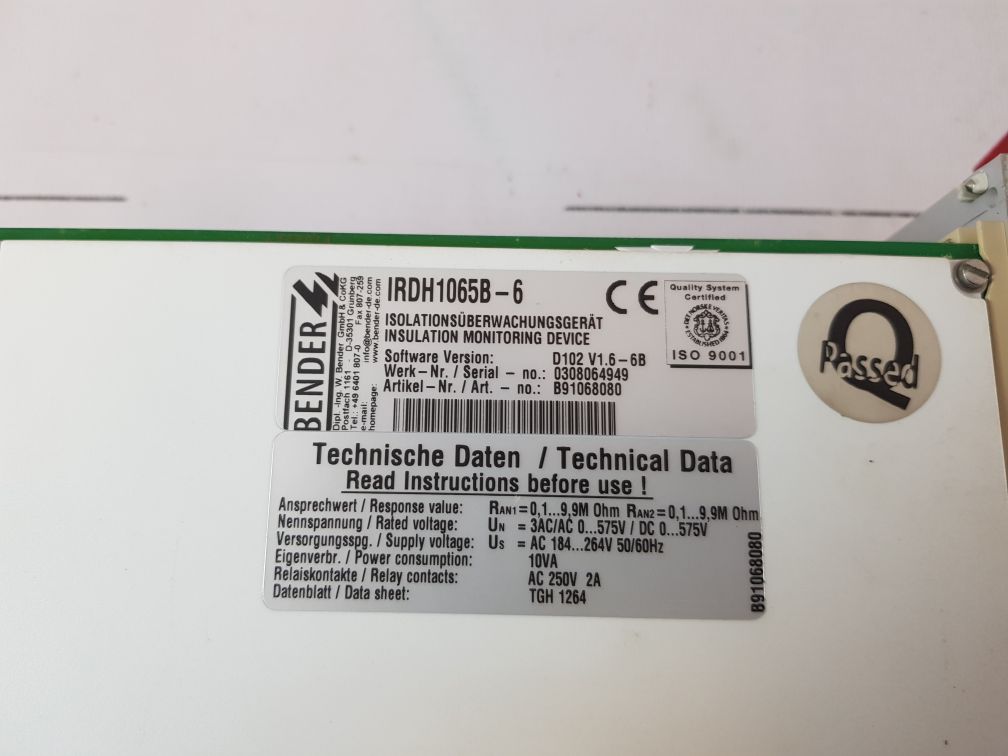 BENDER
Dipl.-Ing. W. Bender GmbH & CoKG
Postfach 1161 - D-35301 Grünberg
Tel.: +49 6401 807-0 Fax 807-259
e-mail: info@bender-de.com
homepage: www.bender-de.com
IRDH1065B-6
CE
ISOLATIONSÜBERWACHUNGSGERÄT
INSULATION MONITORING DEVICE
Software Version: D102 V1.6-6B
Werk-Nr./ Serial - no.: 0308064949
Artikel-Nr./ Art. - no.: B91068080
Quality System
Certified
DET NORSKE VERITAS
ESTABLISHED 1864
ISO 9001
Q
Passed
Technische Daten / Technical Data
Read Instructions before use !
Ansprechwert / Response value: RAN1=0,1...9,9M Ohm RAN2=0,1...9,9M Ohm
Nennspannung / Rated voltage: UN = 3AC/AC 0...575V / DC 0...575V
Versorgungsspg. / Supply voltage: US = AC 184...264V 50/60Hz
Eigenverbr. / Power consumption: 10VA
Relaiskontakte / Relay contacts: AC 250V 2A
Datenblatt / Data sheet: TGH 1264
B91068080